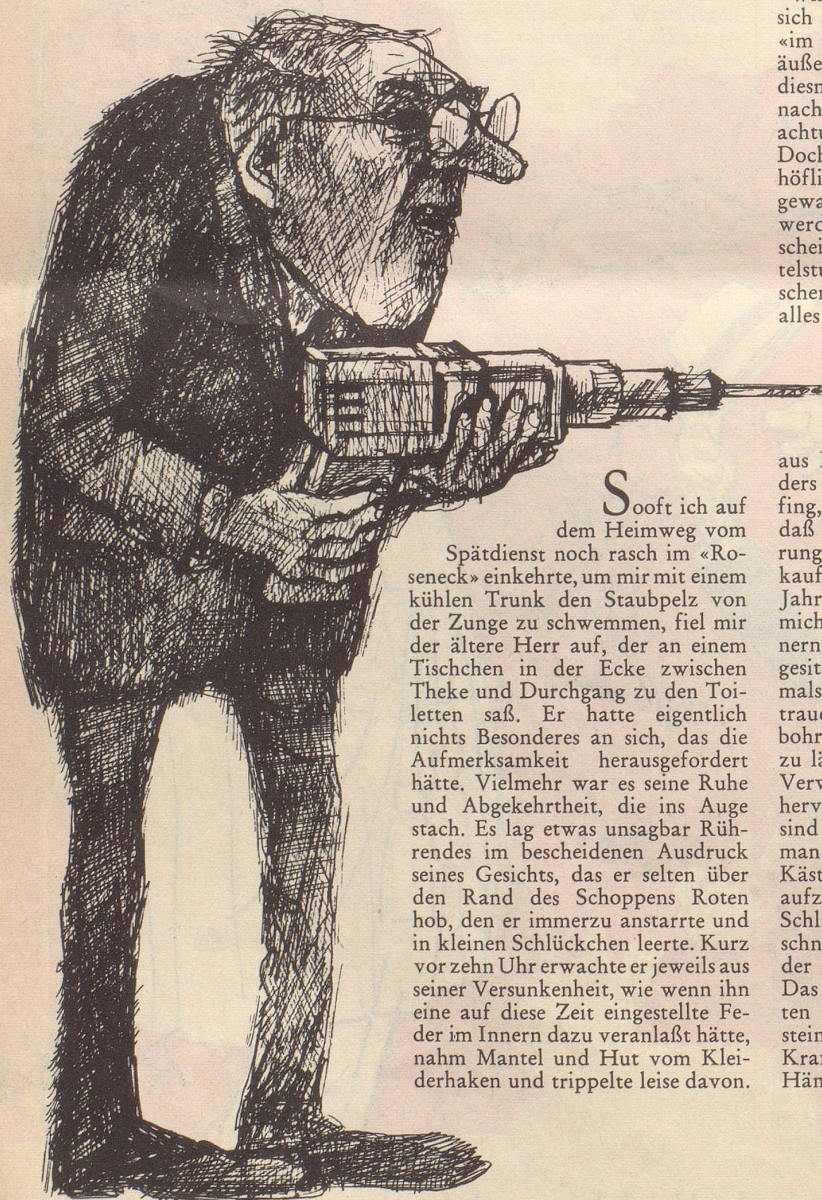 Sooft ich auf
dem Heimweg vom
Spätdienst noch rasch im «Ro-
seneck» einkehrte, um mir mit einem
kühlen Trunk den Staubpelz von
der Zunge zu schwemmen, fiel mir
der ältere Herr auf, der an einem
Tischchen in der Ecke zwischen
Theke und Durchgang zu den Toi-
letten saß. Er hatte eigentlich
nichts Besonderes an sich, das die
Aufmerksamkeit herausgefordert
hätte. Vielmehr war es seine Ruhe
und Abgekehrtheit, die ins Auge
stach. Es lag etwas unsagbar Rüh-
rendes im bescheidenen Ausdruck
seines Gesichts, das er selten über
den Rand des Schoppens Roten
hob, den er immerzu anstarrte und
in kleinen Schlückchen leerte. Kurz
vor zehn Uhr erwachte er jeweils aus
seiner Versunkenheit, wie wenn ihn
eine auf diese Zeit eingestellte Fe-
der im Innern dazu veranlaßt hätte,
nahm Mantel und Hut vom Klei-
derhaken und trippelte leise davon.
sich
«im
äuße
nach
achtu
Doch
höfli
gewa
werd
schei
telstu
alles
aus
ders
fing,
daß
rung
kauf
Jahr
mich
nern
gesit
mals
trau
bohr
zu lä
herv
sind
man
Käst
aufz
Schl
schn
der
Das
ten
stein
Kra
Hän